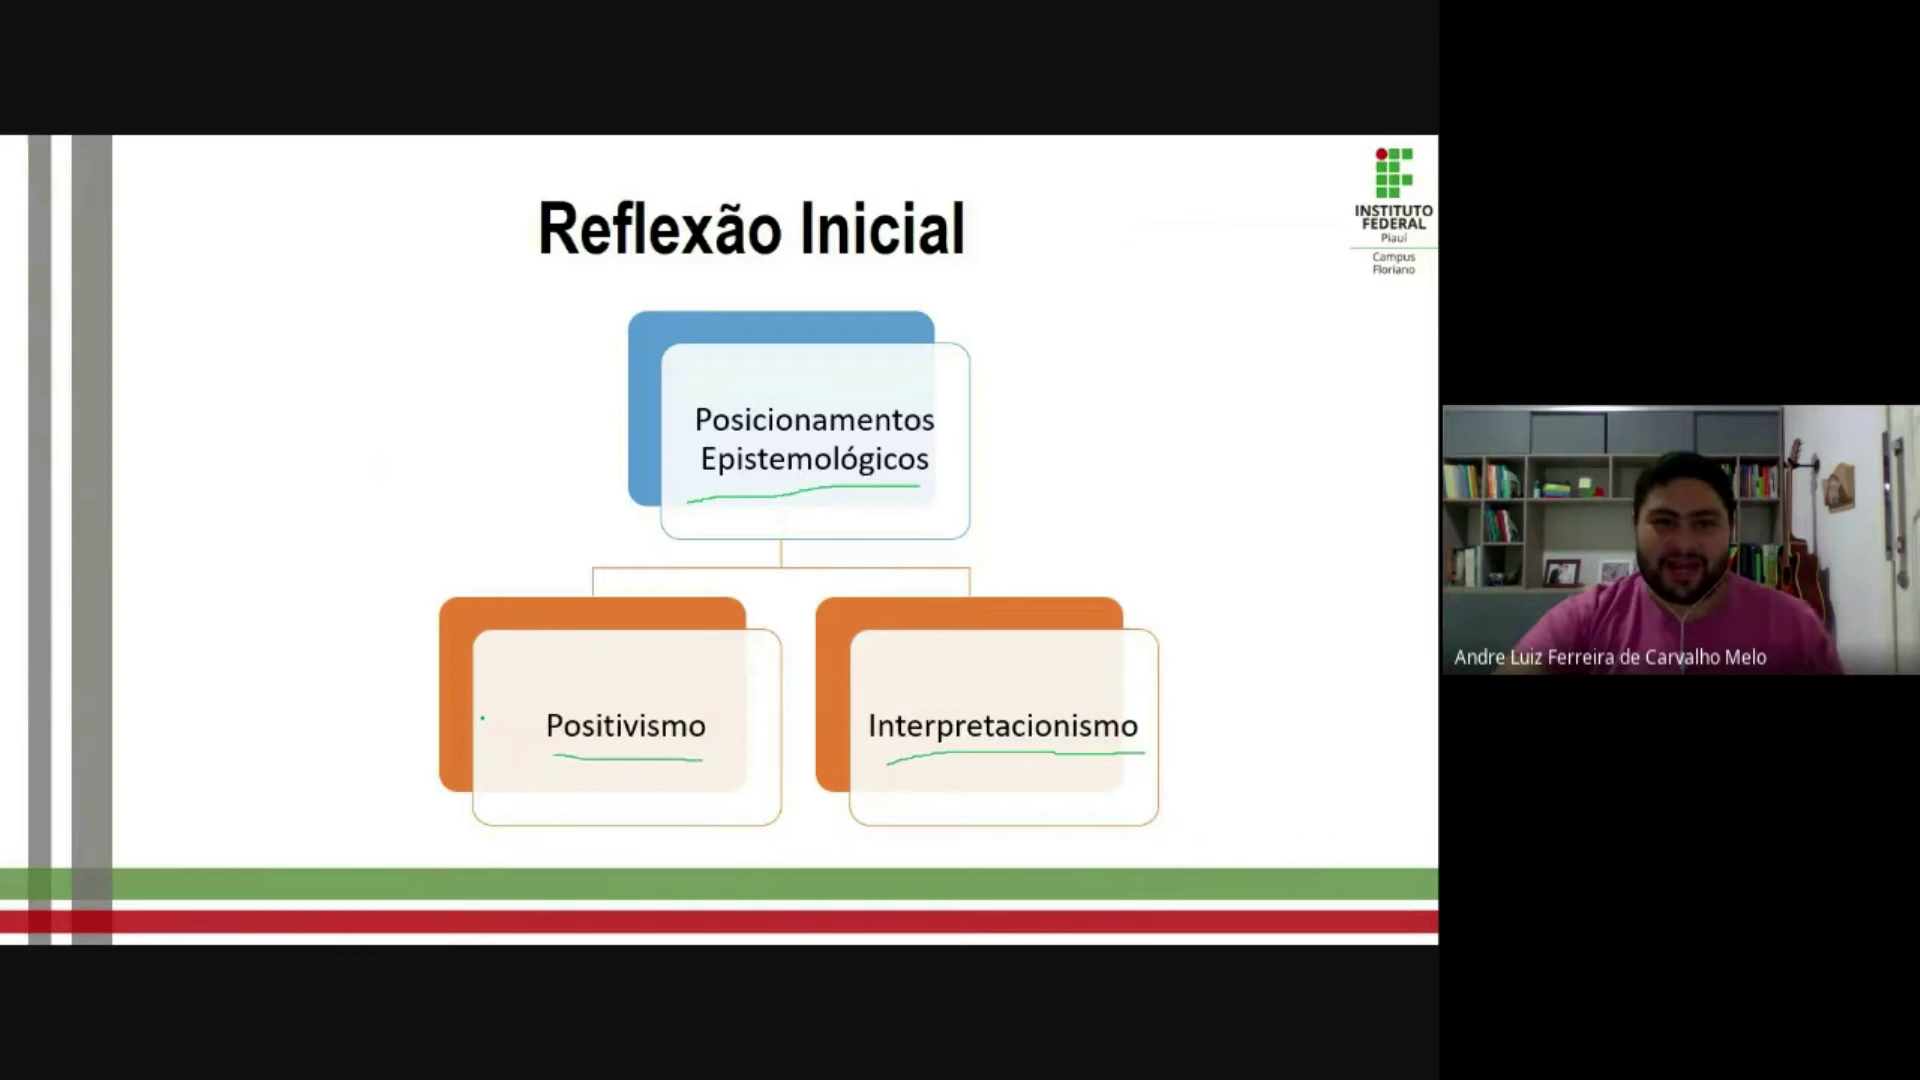 Reflexão Inicial
INSTITUTO
FEDERAL
Piauí
Campus
Floriano
Posicionamentos
Epistemológicos
Positivismo
Interpretacionismo
Andre Luiz Ferreira de Carvalho Melo